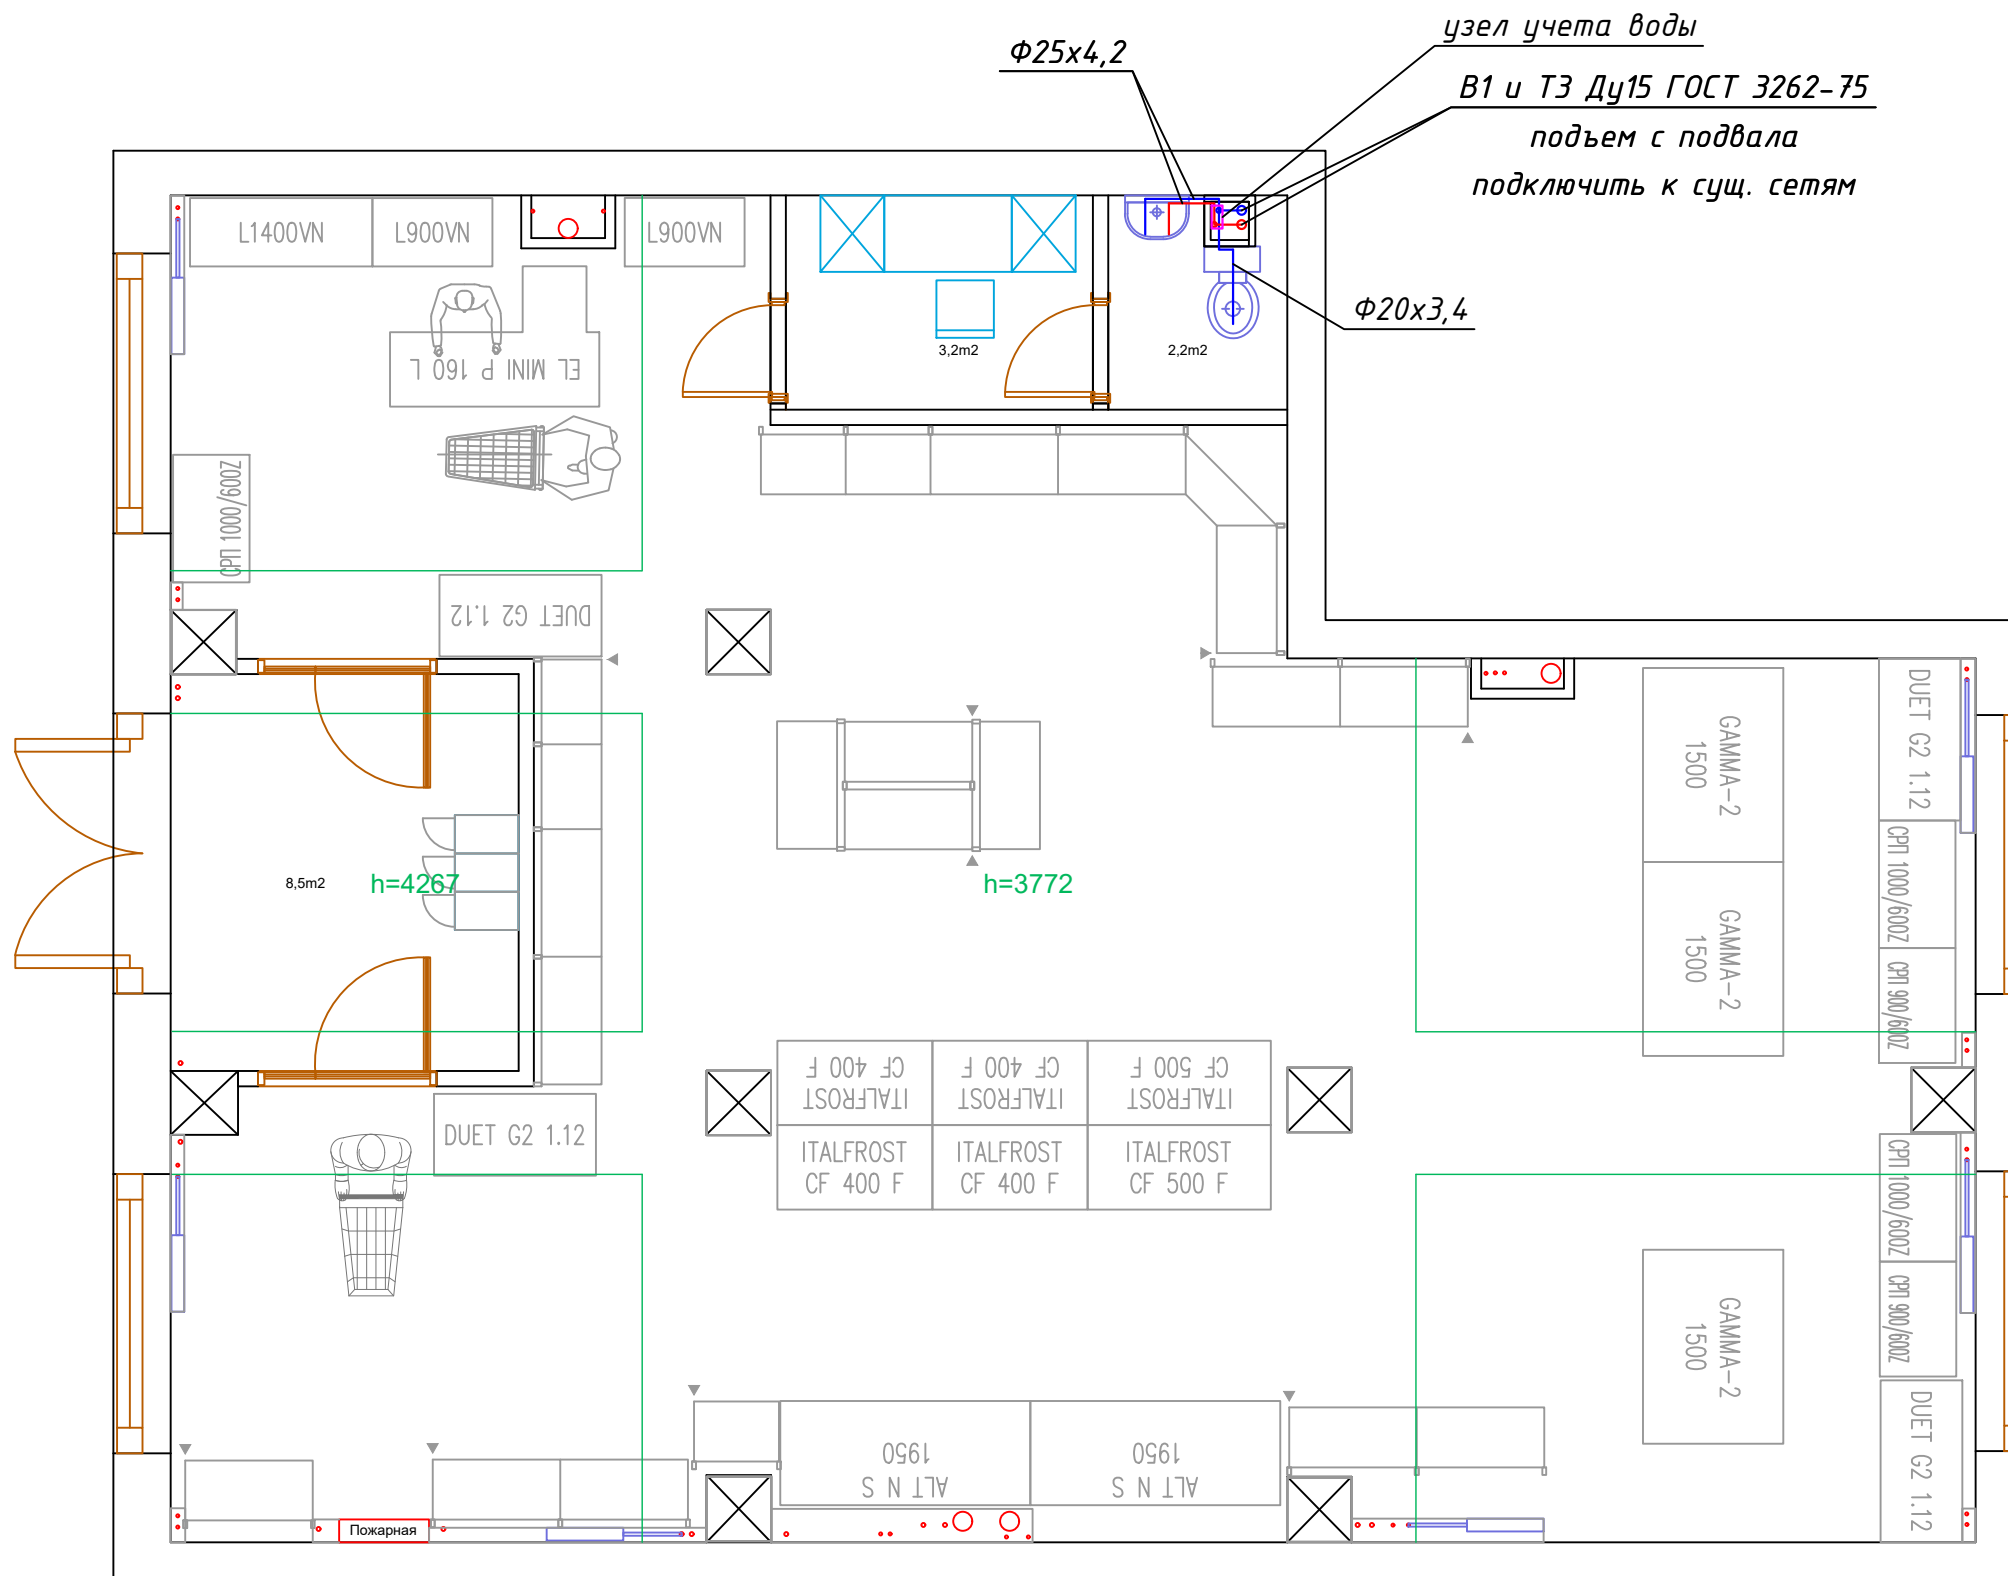 узел учета воды
Ф25х4,2
В1 и Т3 Ду15 ГОСТ 3262-75
подъем с подвала
подключить к сущ. сетям
L1400VN
L900VN
L900VN
Ф20х3,4
3,2m2
2,2m2
EL MINI P 160 L
СРП 1000/600Z
DUET G2 1.12
DUET G2 1.12
GAMMA-2
1500
СРП 1000/600Z
8,5m2
h=4267
h=3772
GAMMA-2
1500
СРП 900/600Z
ITALFROST
CF 400 F
ITALFROST
CF 400 F
ITALFROST
CF 500 F
DUET G2 1.12
ITALFROST
CF 400 F
ITALFROST
CF 400 F
ITALFROST
CF 500 F
СРП 1000/600Z
GAMMA-2
1500
СРП 900/600Z
ALT N S
1950
ALT N S
1950
DUET G2 1.12
Пожарная